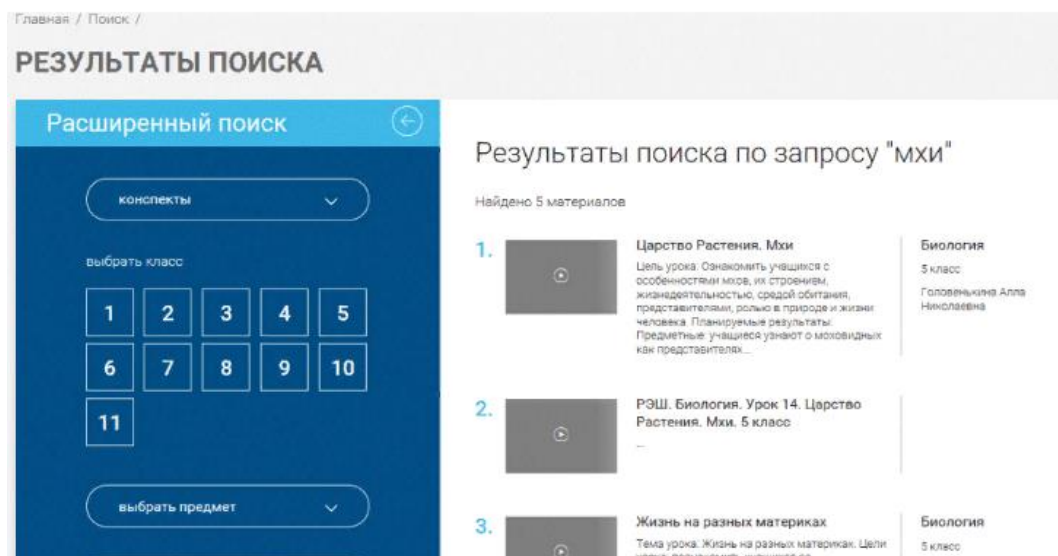 Главная / Поиск /
РЕЗУЛЬТАТЫ ПОИСКА
Расширенный поиск
конспекты
выбрать класс
1 2 3 4 5
6 7 8 9 10
11
выбрать предмет
Результаты поиска по запросу "мхи"
Найдено 5 материалов
1.
Царство Растения. Мхи
Цель урока: Ознакомить учащихся с
особенностями мхов, их строением,
жизнедеятельностью, средой обитания,
представителями, ролью в природе и жизни
человека. Планируемые результаты:
Предметные: учащиеся узнают о моховидных
как представителях...
Биология
5 класс
Головенькина Алла
Николаевна
2.
РЭШ. Биология. Урок 14. Царство
Растения. Мхи. 5 класс
...
3.
Жизнь на разных материках
Тема урока: Жизнь на разных материках. Цели
Биология
5 класс